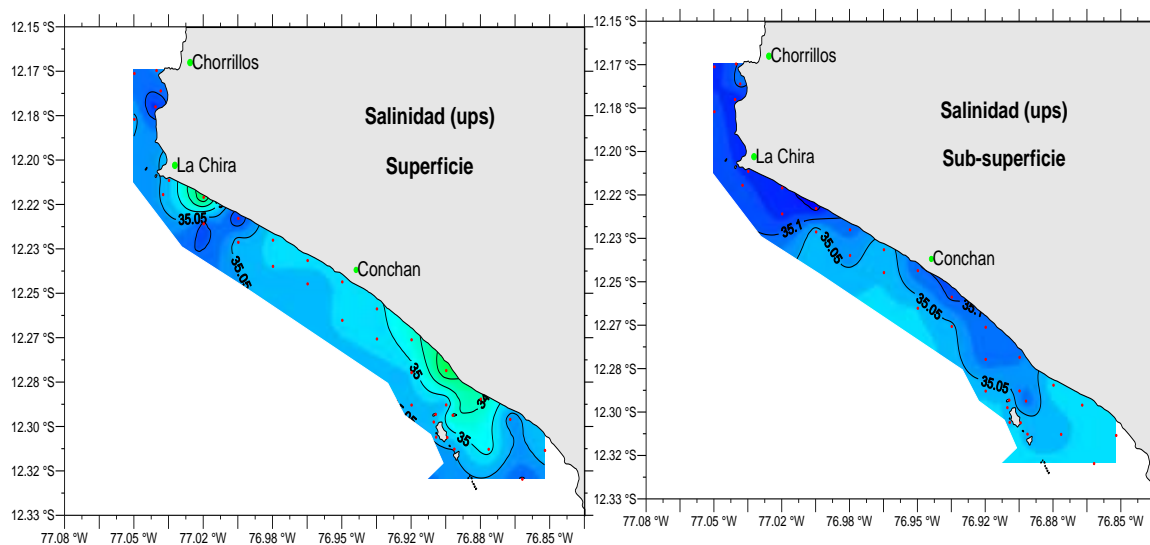 12.15 °S
12.17 °S
12.18 °S
12.20 °S
12.22 °S
12.23 °S
12.25 °S
12.27 °S
12.28 °S
12.30 °S
12.32 °S
12.33 °S
Chorrillos
Salinidad (ups)
Superficie
La Chira
35.05
35.05
Conchan
35
35
77.08 °W
77.05 °W
77.02 °W
76.98 °W
76.95 °W
76.92 °W
76.88 °W
76.85 °W
12.15 °S
12.17 °S
12.18 °S
12.20 °S
12.22 °S
12.23 °S
12.25 °S
12.27 °S
12.28 °S
12.30 °S
12.32 °S
12.33 °S
Chorrillos
Salinidad (ups)
Sub-superficie
La Chira
35.1
35.05
Conchan
35.1
35.05
35.05
77.08 °W
77.05 °W
77.02 °W
76.98 °W
76.95 °W
76.92 °W
76.88 °W
76.85 °W